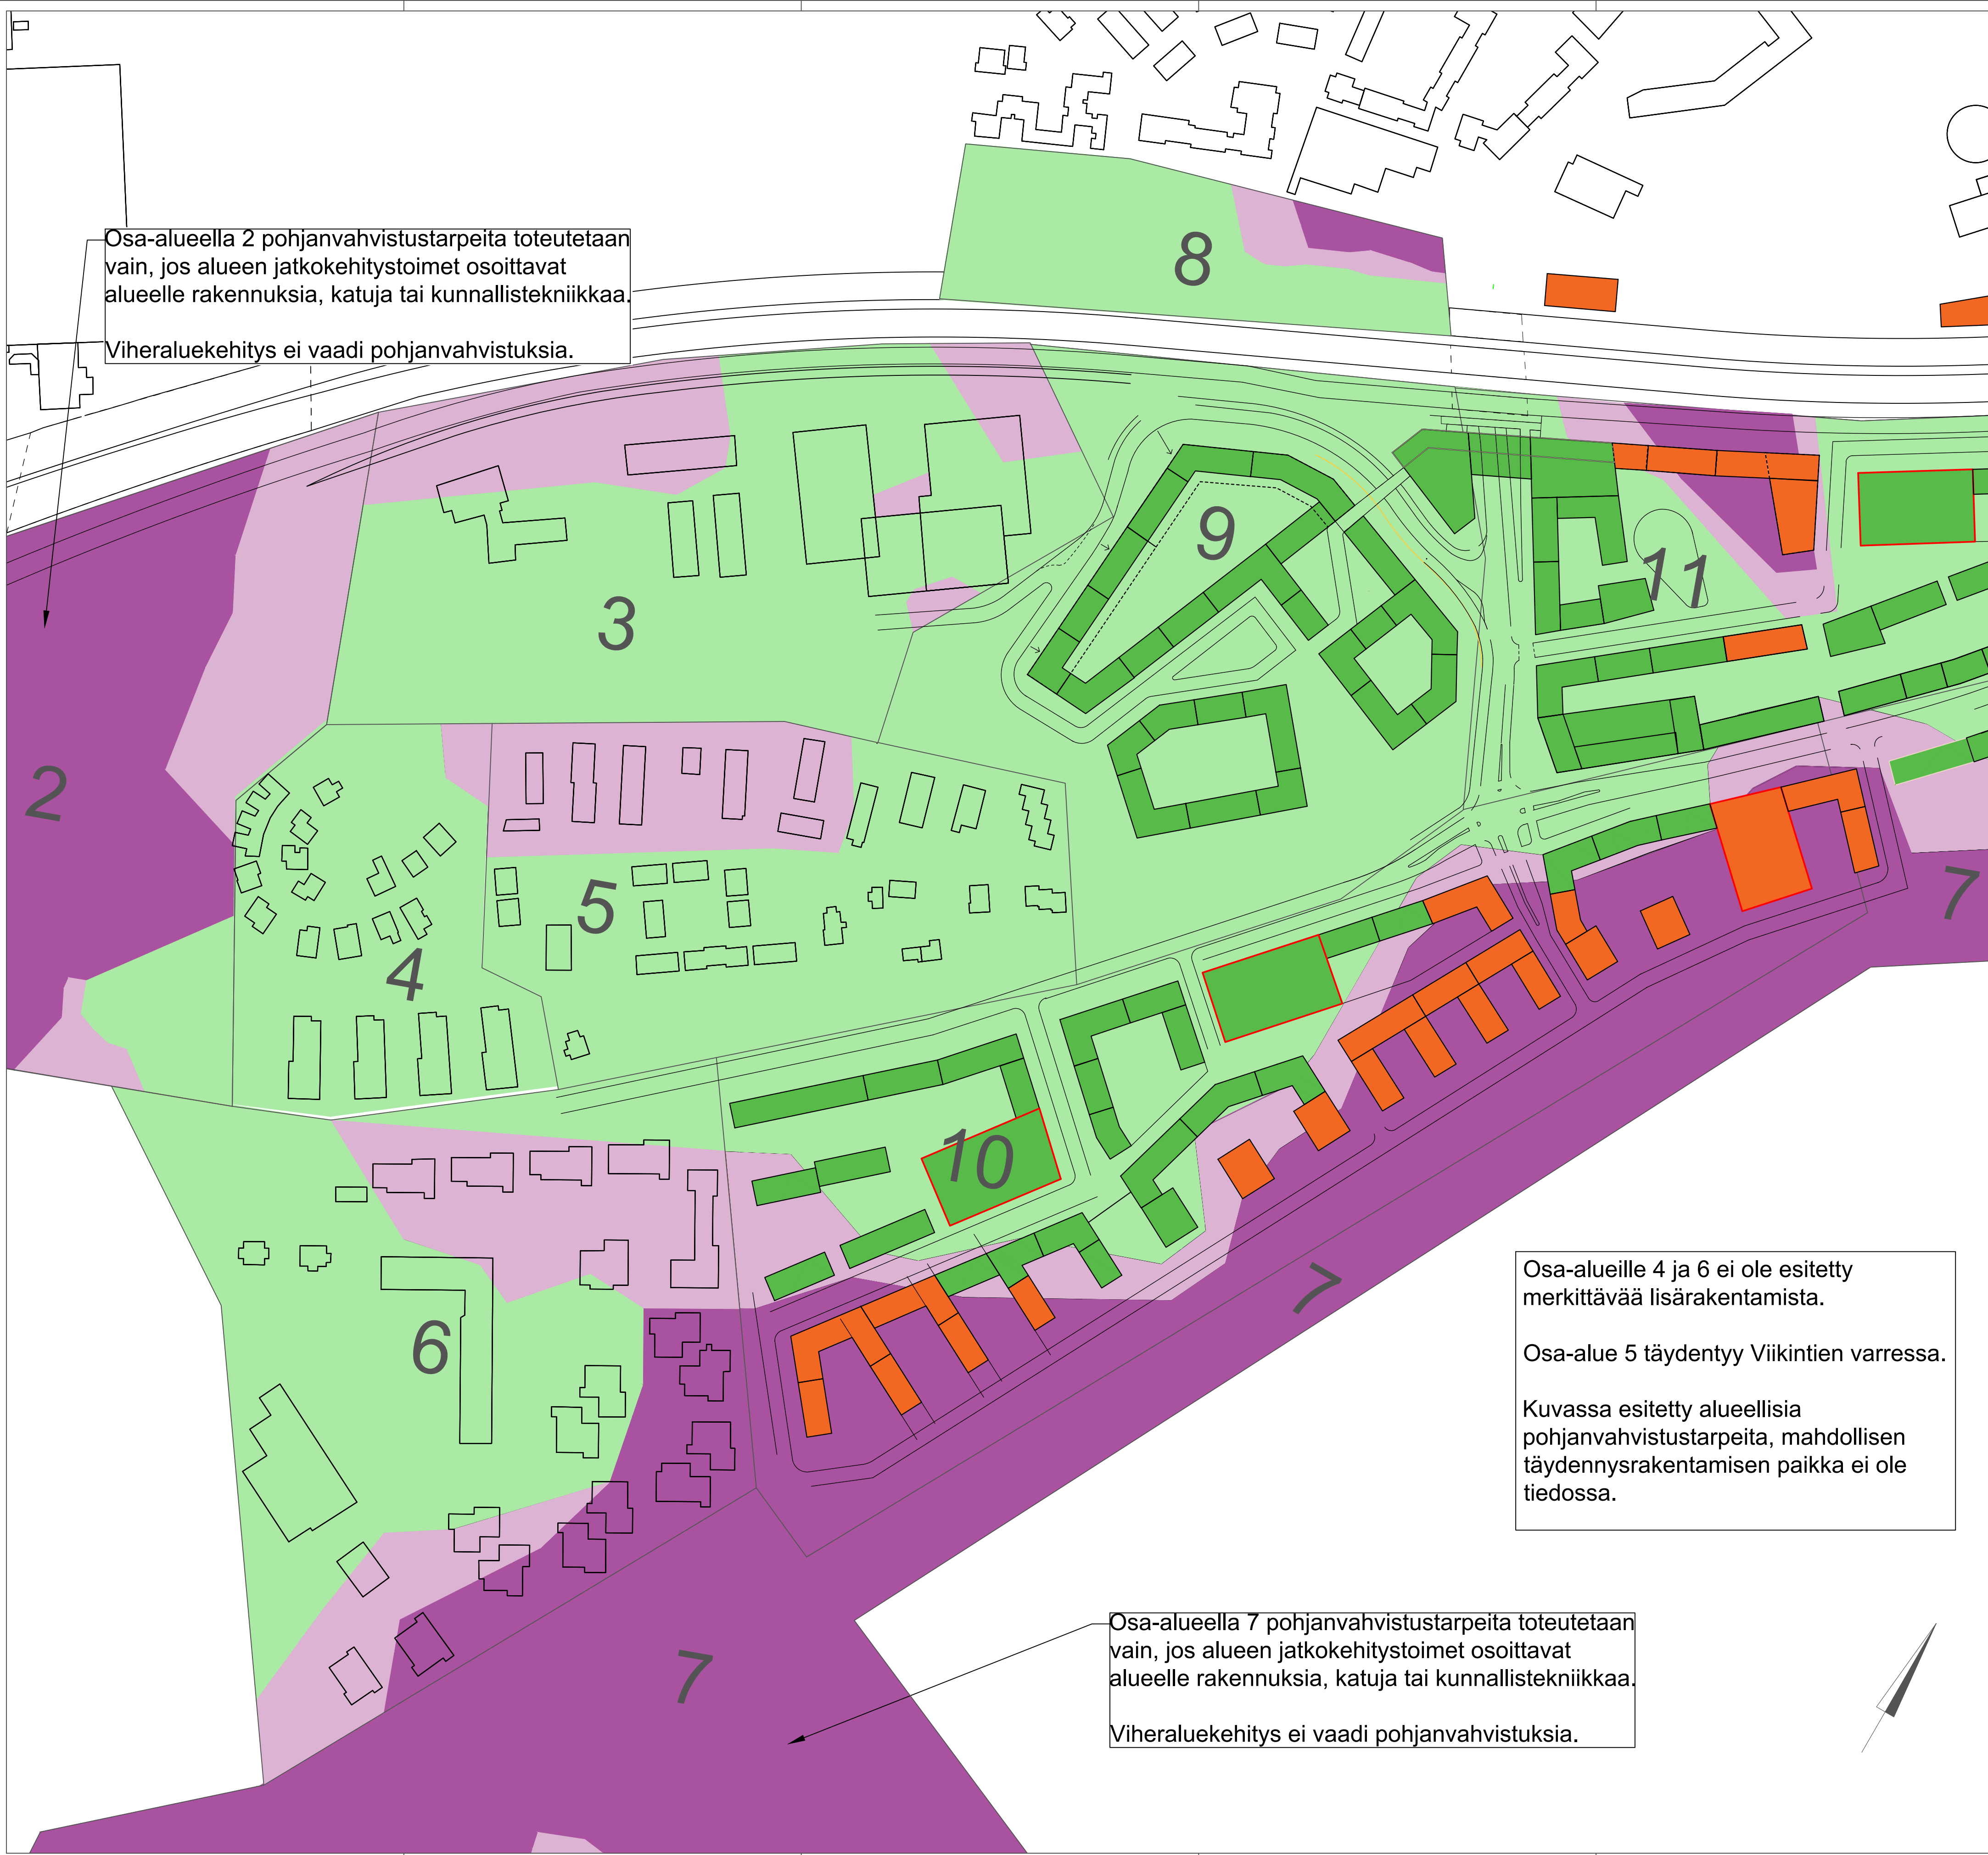 8
Osa-alueella 2 pohjanvahvistustarpeita toteutetaan
vain, jos alueen jatkokehitystoimet osoittavat
alueelle rakennuksia, katuja tai kunnallistekniikkaa.
Viheraluekehitys ei vaadi pohjanvahvistuksia.
9
11
3
2
5
7
4
10
7
6
Osa-alueille 4 ja 6 ei ole esitetty
merkittävää lisärakentamista.
Osa-alue 5 täydentyy Viikintien varressa.
Kuvassa esitetty alueellisia
pohjanvahvistustarpeita, mahdollisen
täydennysrakentamisen paikka ei ole
tiedossa.
7
Osa-alueella 7 pohjanvahvistustarpeita toteutetaan
vain, jos alueen jatkokehitystoimet osoittavat
alueelle rakennuksia, katuja tai kunnallistekniikkaa.
Viheraluekehitys ei vaadi pohjanvahvistuksia.